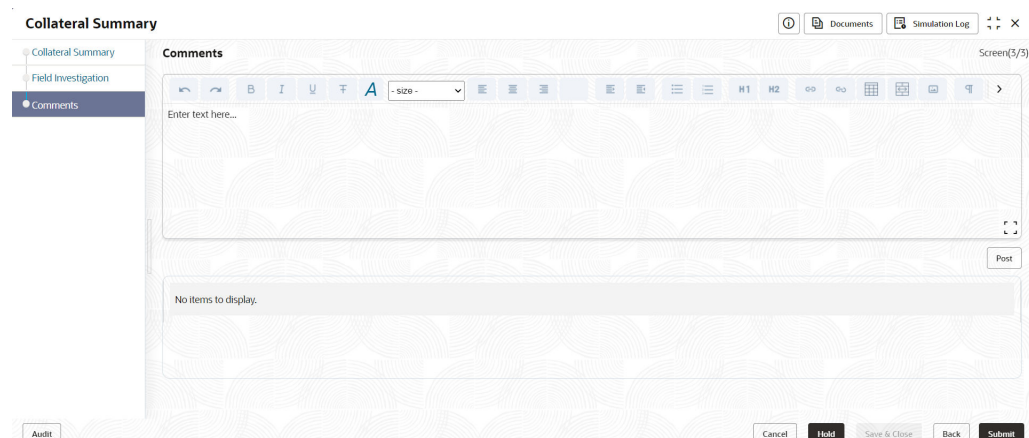 Collateral Summary
Documents
Simulation Log
Collateral Summary
Field Investigation
Comments
Comments
Screen(3/3)
B I U T A - size - H1 H2
Enter text here...
Post
No items to display.
Audit
Cancel
Hold
Save & Close
Back
Submit